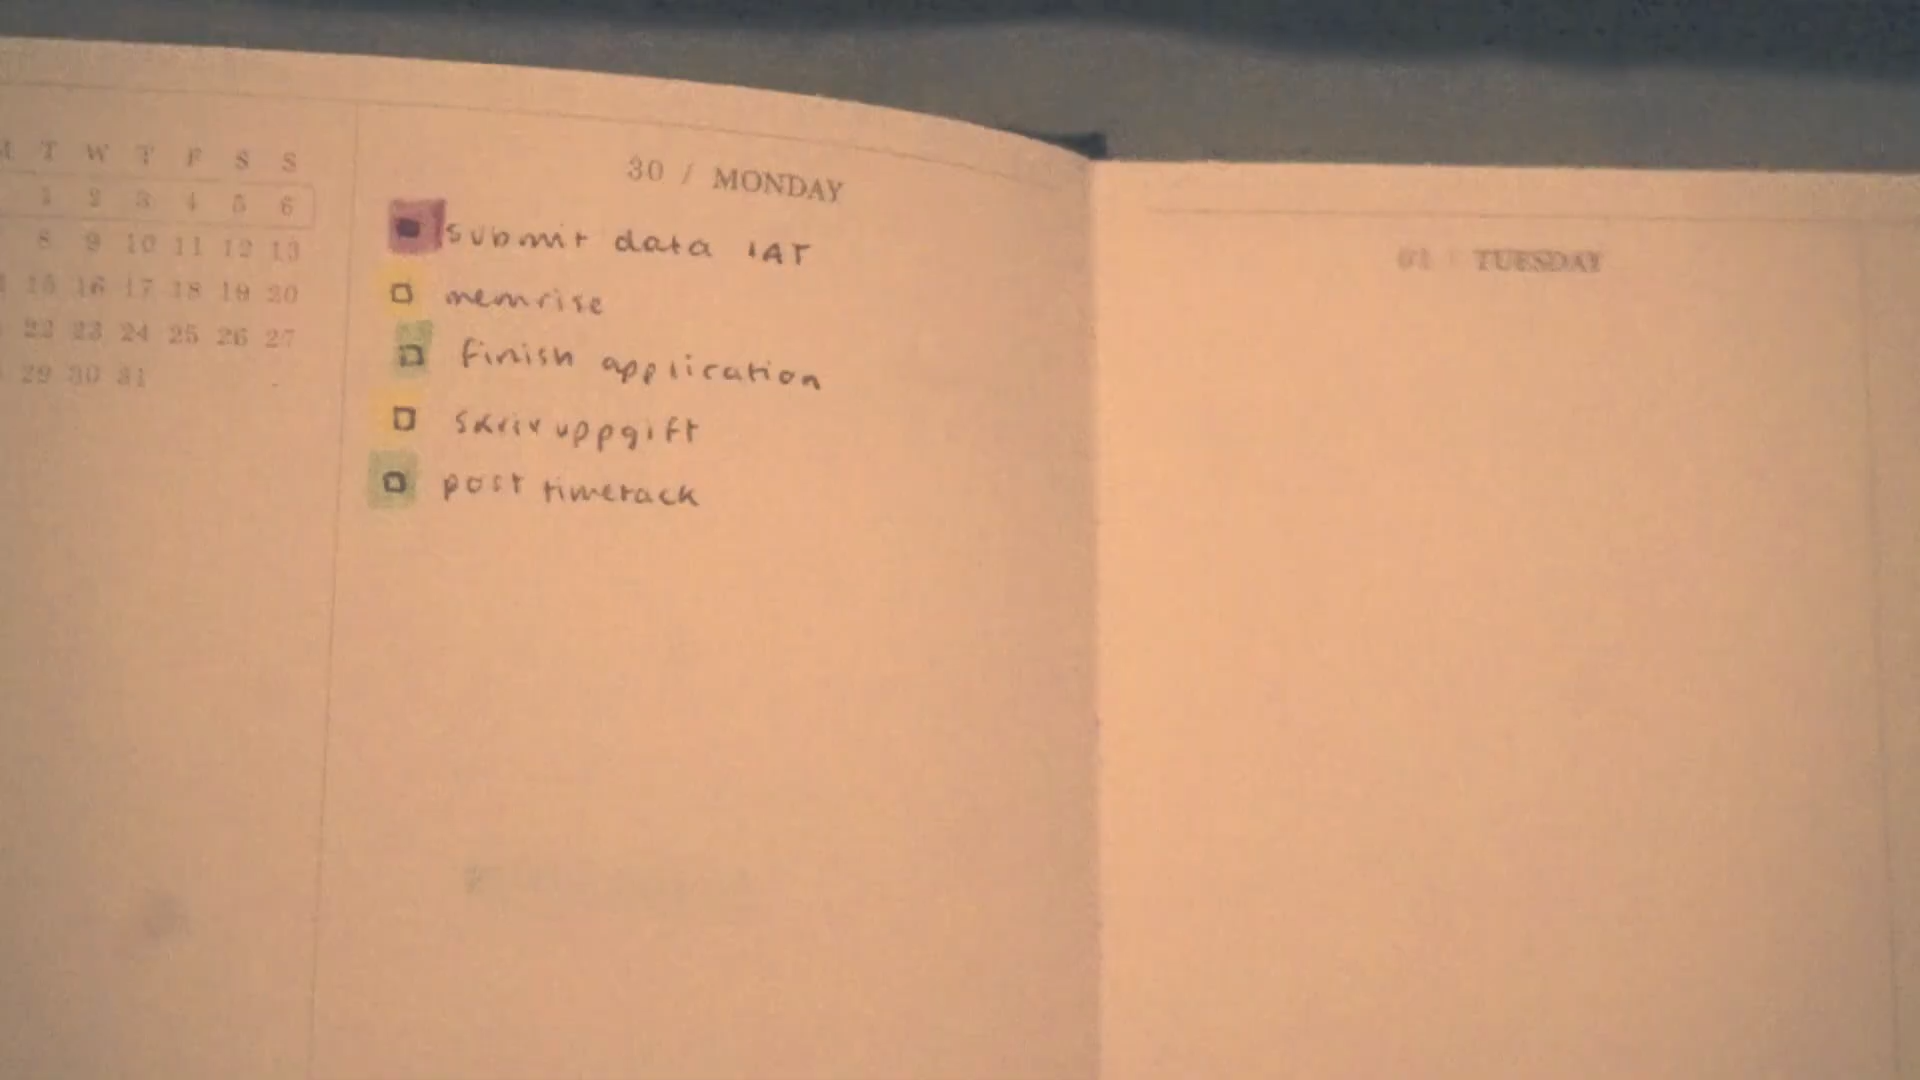 T W T F S S
1 2 3 4 5 6
8 9 10 11 12 13
15 16 17 18 19 20
22 23 24 25 26 27
29 30 31
30 / MONDAY
submit data IAT
memrise
finish application
skriv uppgift
post timetack
01 / TUESDAY